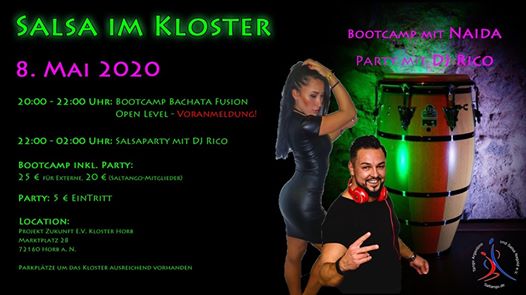 Salsa im Kloster
Bootcamp mit Naida
Party mit DJ Rico
8. Mai 2020
20:00 - 22:00 Uhr: Bootcamp Bachata Fusion
Open Level - Voranmeldung!
22:00 - 02:00 Uhr: Salsaparty mit DJ Rico
Bootcamp inkl. Party:
25 € für Externe, 20 € (Saltango-Mitglieder)
Party: 5 € EinTritt
Location:
Projekt Zukunft E.V. Kloster Horb
Marktplatz 28
72160 Horb a. N.
Parkplätze um das Kloster ausreichend vorhanden